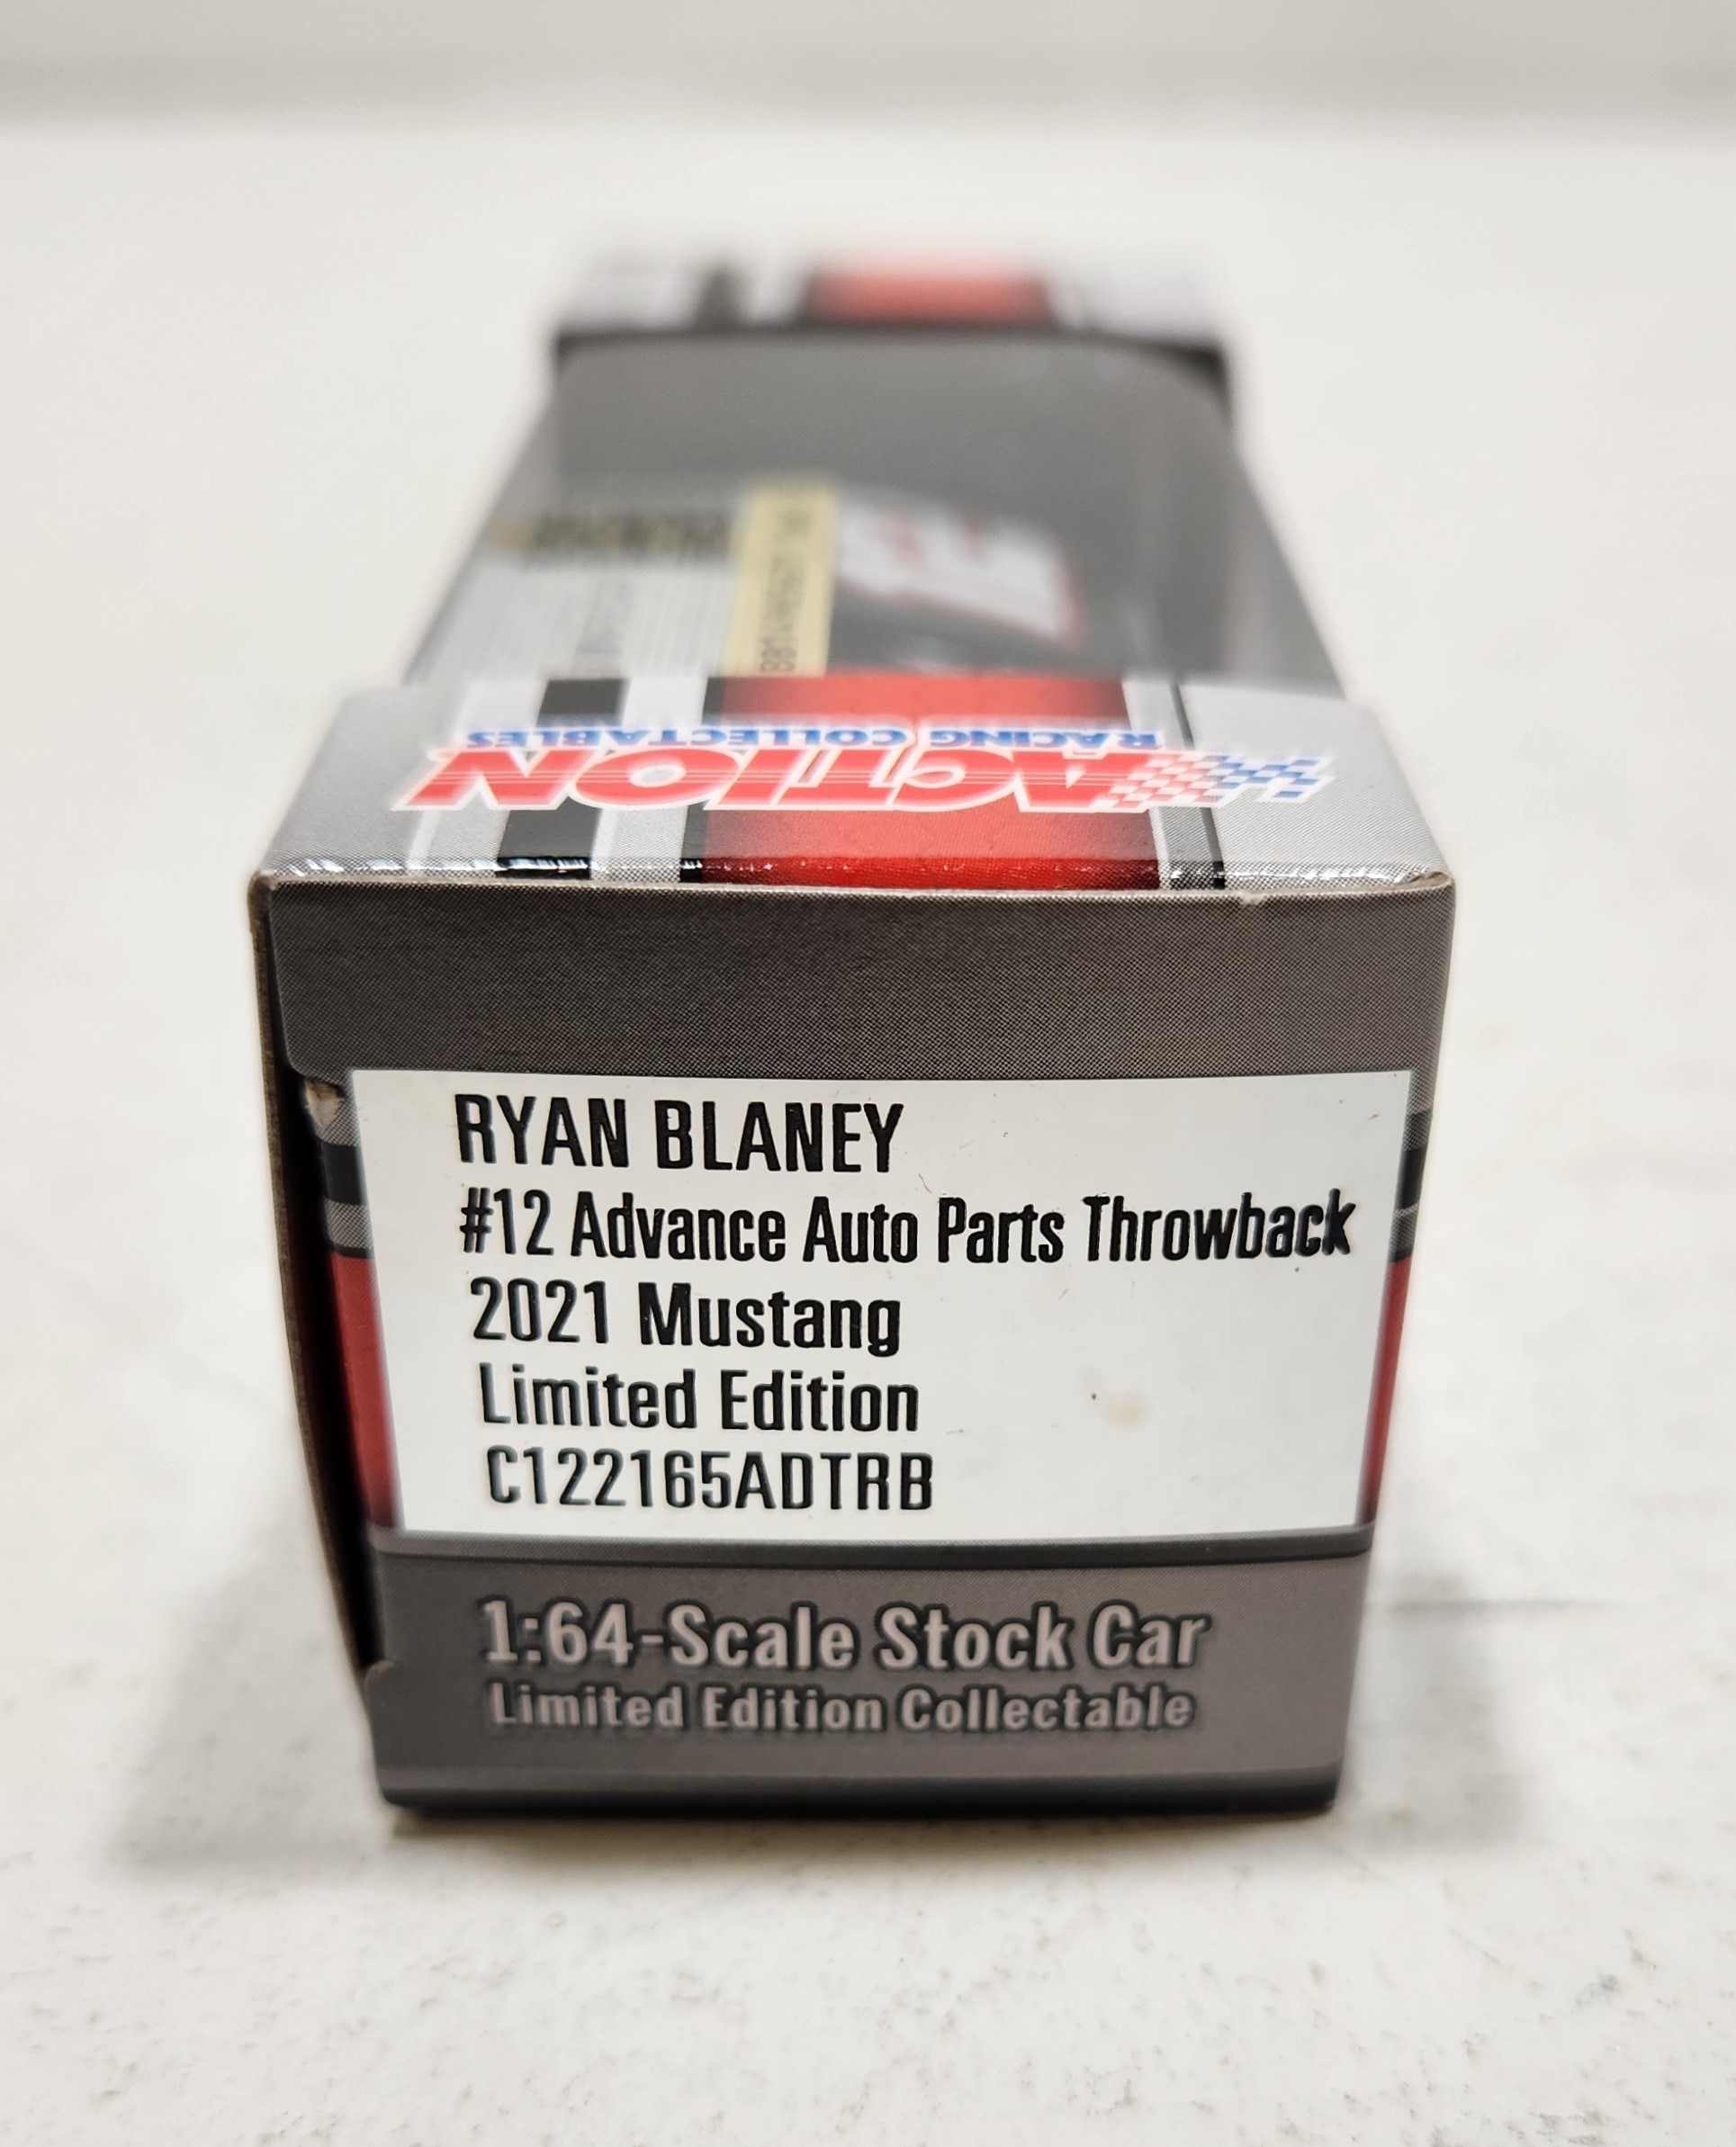 ACTION
RACING COLLECTABLES
RYAN BLANEY
#12 Advance Auto Parts Throwback
2021 Mustang
Limited Edition
C122165ADTRB
1:64-Scale Stock Car
Limited Edition Collectable